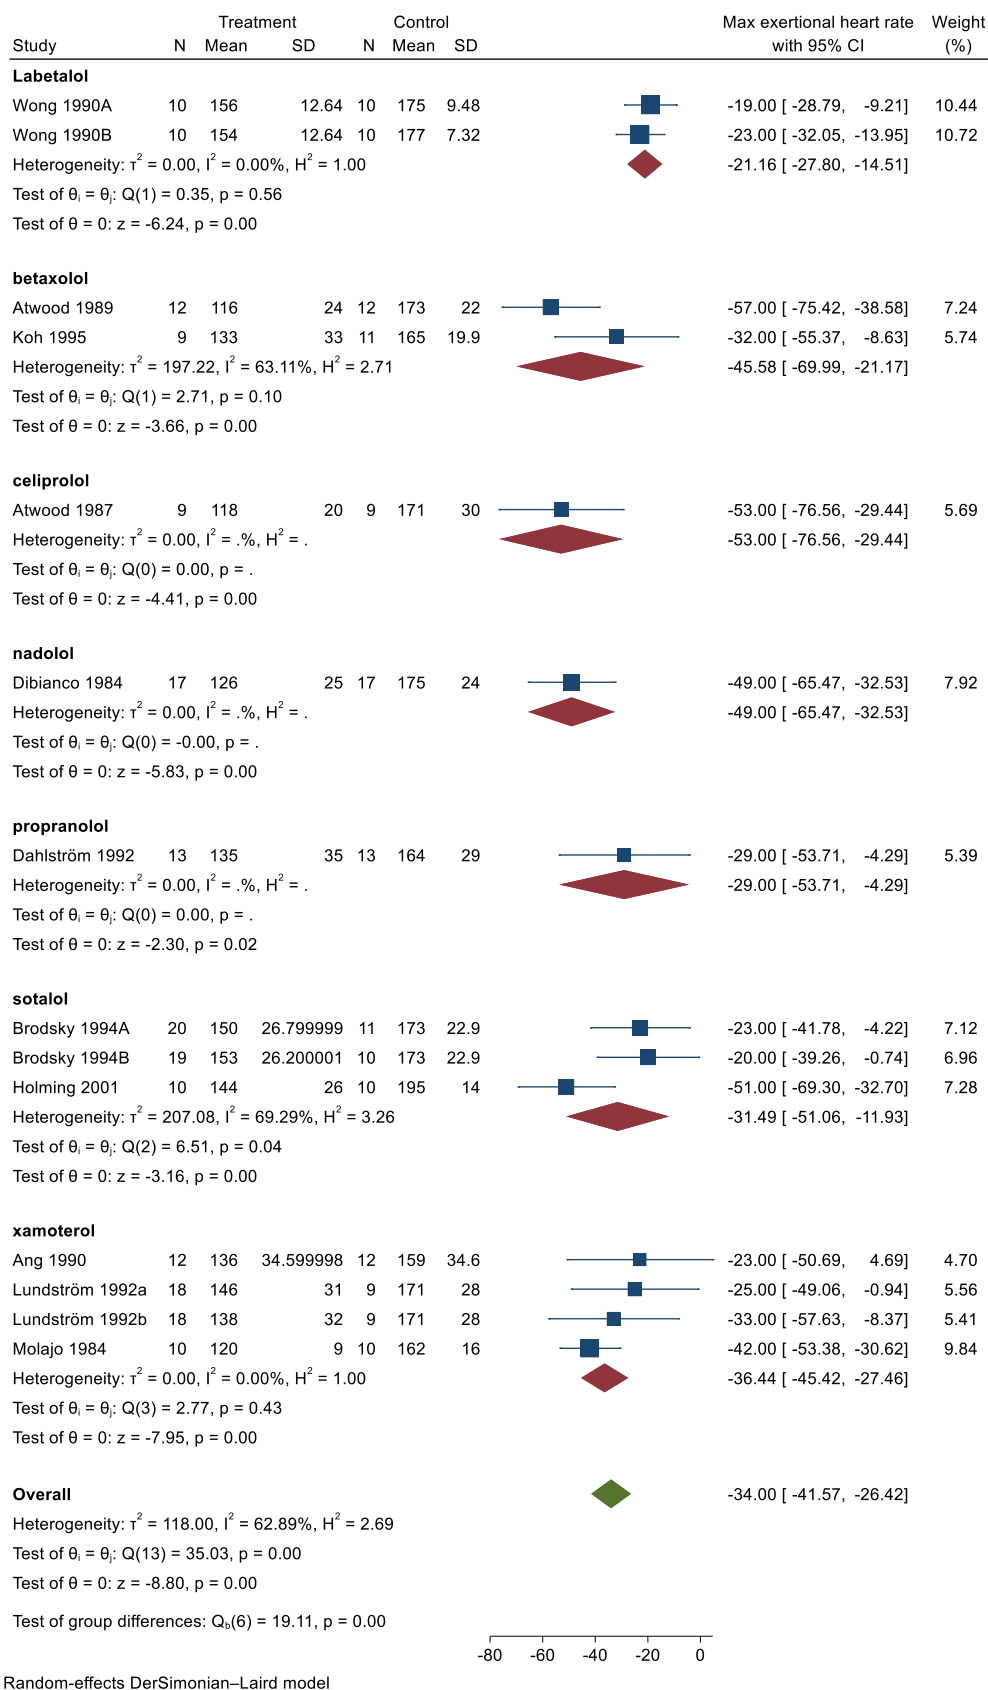 Treatment Control Max exertional heart rate Weight
Study N Mean SD N Mean SD with 95% CI (%)
Labetalol
Wong 1990A 10 156 12.64 10 175 9.48 -19.00 [ -28.79, -9.21] 10.44
Wong 1990B 10 154 12.64 10 177 7.32 -23.00 [ -32.05, -13.95] 10.72
Heterogeneity: τ² = 0.00, I² = 0.00%, H² = 1.00 -21.16 [ -27.80, -14.51]
Test of θᵢ = θⱼ: Q(1) = 0.35, p = 0.56
Test of θ = 0: z = -6.24, p = 0.00
betaxolol
Atwood 1989 12 116 24 12 173 22 -57.00 [ -75.42, -38.58] 7.24
Koh 1995 9 133 33 11 165 19.9 -32.00 [ -55.37, -8.63] 5.74
Heterogeneity: τ² = 197.22, I² = 63.11%, H² = 2.71 -45.58 [ -69.99, -21.17]
Test of θᵢ = θⱼ: Q(1) = 2.71, p = 0.10
Test of θ = 0: z = -3.66, p = 0.00
celiprolol
Atwood 1987 9 118 20 9 171 30 -53.00 [ -76.56, -29.44] 5.69
Heterogeneity: τ² = 0.00, I² = .%, H² = . -53.00 [ -76.56, -29.44]
Test of θᵢ = θⱼ: Q(0) = 0.00, p = .
Test of θ = 0: z = -4.41, p = 0.00
nadolol
Dibianco 1984 17 126 25 17 175 24 -49.00 [ -65.47, -32.53] 7.92
Heterogeneity: τ² = 0.00, I² = .%, H² = . -49.00 [ -65.47, -32.53]
Test of θᵢ = θⱼ: Q(0) = -0.00, p = .
Test of θ = 0: z = -5.83, p = 0.00
propranolol
Dahlström 1992 13 135 35 13 164 29 -29.00 [ -53.71, -4.29] 5.39
Heterogeneity: τ² = 0.00, I² = .%, H² = . -29.00 [ -53.71, -4.29]
Test of θᵢ = θⱼ: Q(0) = 0.00, p = .
Test of θ = 0: z = -2.30, p = 0.02
sotalol
Brodsky 1994A 20 150 26.799999 11 173 22.9 -23.00 [ -41.78, -4.22] 7.12
Brodsky 1994B 19 153 26.200001 10 173 22.9 -20.00 [ -39.26, -0.74] 6.96
Holming 2001 10 144 26 10 195 14 -51.00 [ -69.30, -32.70] 7.28
Heterogeneity: τ² = 207.08, I² = 69.29%, H² = 3.26 -31.49 [ -51.06, -11.93]
Test of θᵢ = θⱼ: Q(2) = 6.51, p = 0.04
Test of θ = 0: z = -3.16, p = 0.00
xamoterol
Ang 1990 12 136 34.599998 12 159 34.6 -23.00 [ -50.69, 4.69] 4.70
Lundström 1992a 18 146 31 9 171 28 -25.00 [ -49.06, -0.94] 5.56
Lundström 1992b 18 138 32 9 171 28 -33.00 [ -57.63, -8.37] 5.41
Molajo 1984 10 120 9 10 162 16 -42.00 [ -53.38, -30.62] 9.84
Heterogeneity: τ² = 0.00, I² = 0.00%, H² = 1.00 -36.44 [ -45.42, -27.46]
Test of θᵢ = θⱼ: Q(3) = 2.77, p = 0.43
Test of θ = 0: z = -7.95, p = 0.00
Overall -34.00 [ -41.57, -26.42]
Heterogeneity: τ² = 118.00, I² = 62.89%, H² = 2.69
Test of θᵢ = θⱼ: Q(13) = 35.03, p = 0.00
Test of θ = 0: z = -8.80, p = 0.00
Test of group differences: Q_b(6) = 19.11, p = 0.00
-80 -60 -40 -20 0
Random-effects DerSimonian–Laird model